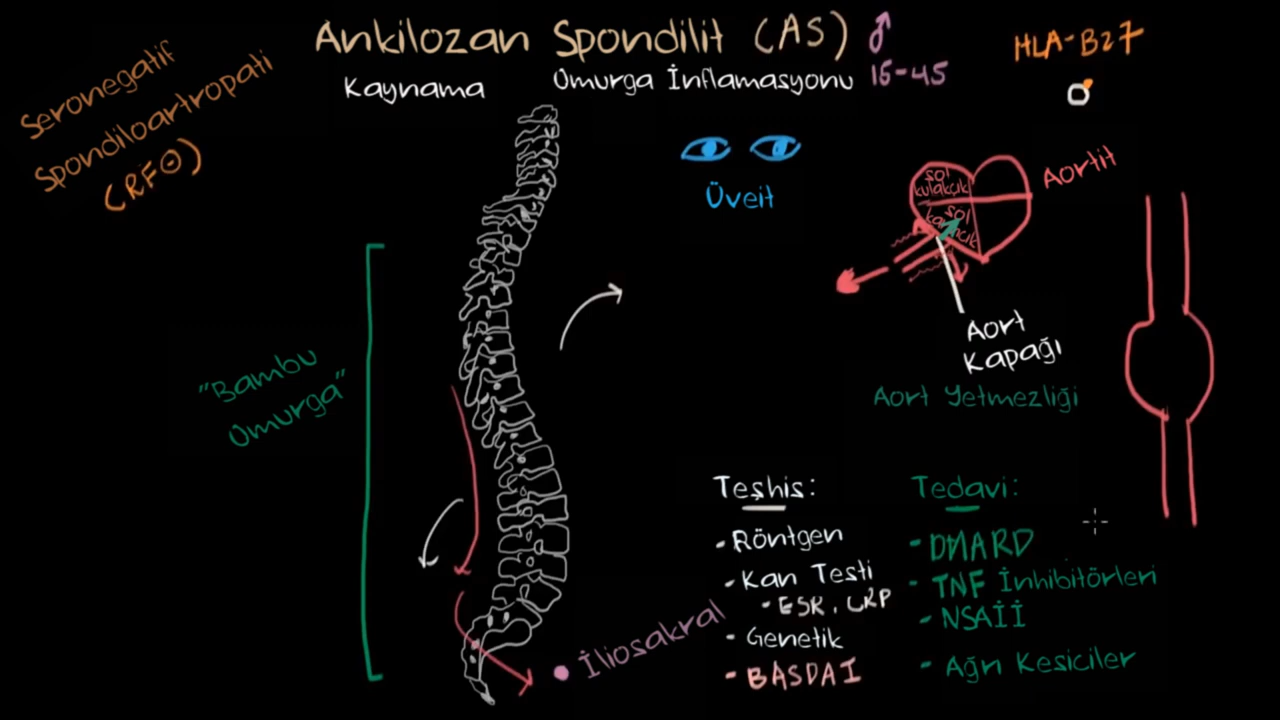 Ankilozan Spondilit (AS) ♂
Kaynama
Omurga İnflamasyonu
16-45
HLA-B27
Seronegatif
Spondiloartropati
(RF⊖)
Üveit
sol
kulakçık
sol
karıncık
Aortit
Aort
Kapağı
Aort Yetmezliği
"Bambu
Omurga"
İliosakral
Teşhis:
- Röntgen
- Kan Testi
- ESR, CRP
- Genetik
- BASDAI
Tedavi:
- DMARD
- TNF İnhibitörleri
- NSAİİ
- Ağrı Kesiciler